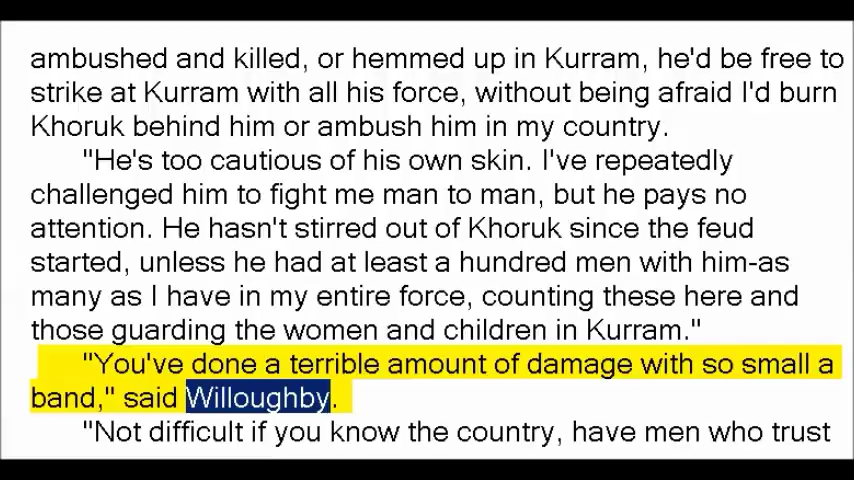 ambushed and killed, or hemmed up in Kurram, he'd be free to
strike at Kurram with all his force, without being afraid I'd burn
Khoruk behind him or ambush him in my country.
"He's too cautious of his own skin. I've repeatedly
challenged him to fight me man to man, but he pays no
attention. He hasn't stirred out of Khoruk since the feud
started, unless he had at least a hundred men with him-as
many as I have in my entire force, counting these here and
those guarding the women and children in Kurram."
"You've done a terrible amount of damage with so small a
band," said Willoughby.
"Not difficult if you know the country, have men who trust